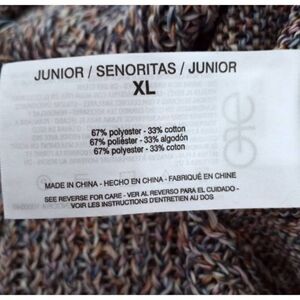 JUNIOR / SENORITAS / JUNIOR
XL
67% polyester - 33% cotton
67% poliéster - 33% algodón
67% polyester - 33% coton
MADE IN CHINA - HECHO EN CHINA - FABRIQUÉ EN CHINE
SEE REVERSE FOR CARE - VER AL REVERSO PARA EL CUIDADO -
VOIR LES INSTRUCTIONS D'ENTRETIEN AU DOS